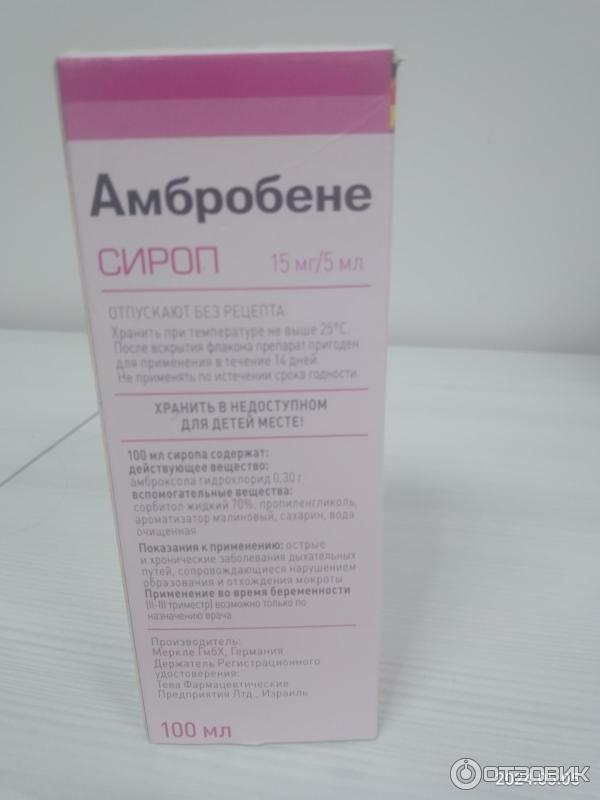 Амбробене
СИРОП 15 мг/5 мл
ОТПУСКАЮТ БЕЗ РЕЦЕПТА
Хранить при температуре не выше 25°С.
После вскрытия флакона препарат пригоден
для применения в течение 14 дней.
Не применять по истечении срока годности.
ХРАНИТЬ В НЕДОСТУПНОМ
ДЛЯ ДЕТЕЙ МЕСТЕ!
100 мл сиропа содержат:
действующее вещество:
амброксола гидрохлорид 0,30 г
вспомогательные вещества:
сорбитол жидкий 70%, пропиленгликоль,
ароматизатор малиновый, сахарин, вода
очищенная
Показания к применению: острые
и хронические заболевания дыхательных
путей, сопровождающиеся нарушением
образования и отхождения мокроты
Применение во время беременности
(II-III триместр) возможно только по
назначению врача
Производитель:
Меркле ГмбХ, Германия
Держатель Регистрационного
удостоверения:
Тева Фармацевтические
Предприятия Лтд., Израиль
100 мл
ОТЗОВИК
2024.05.05